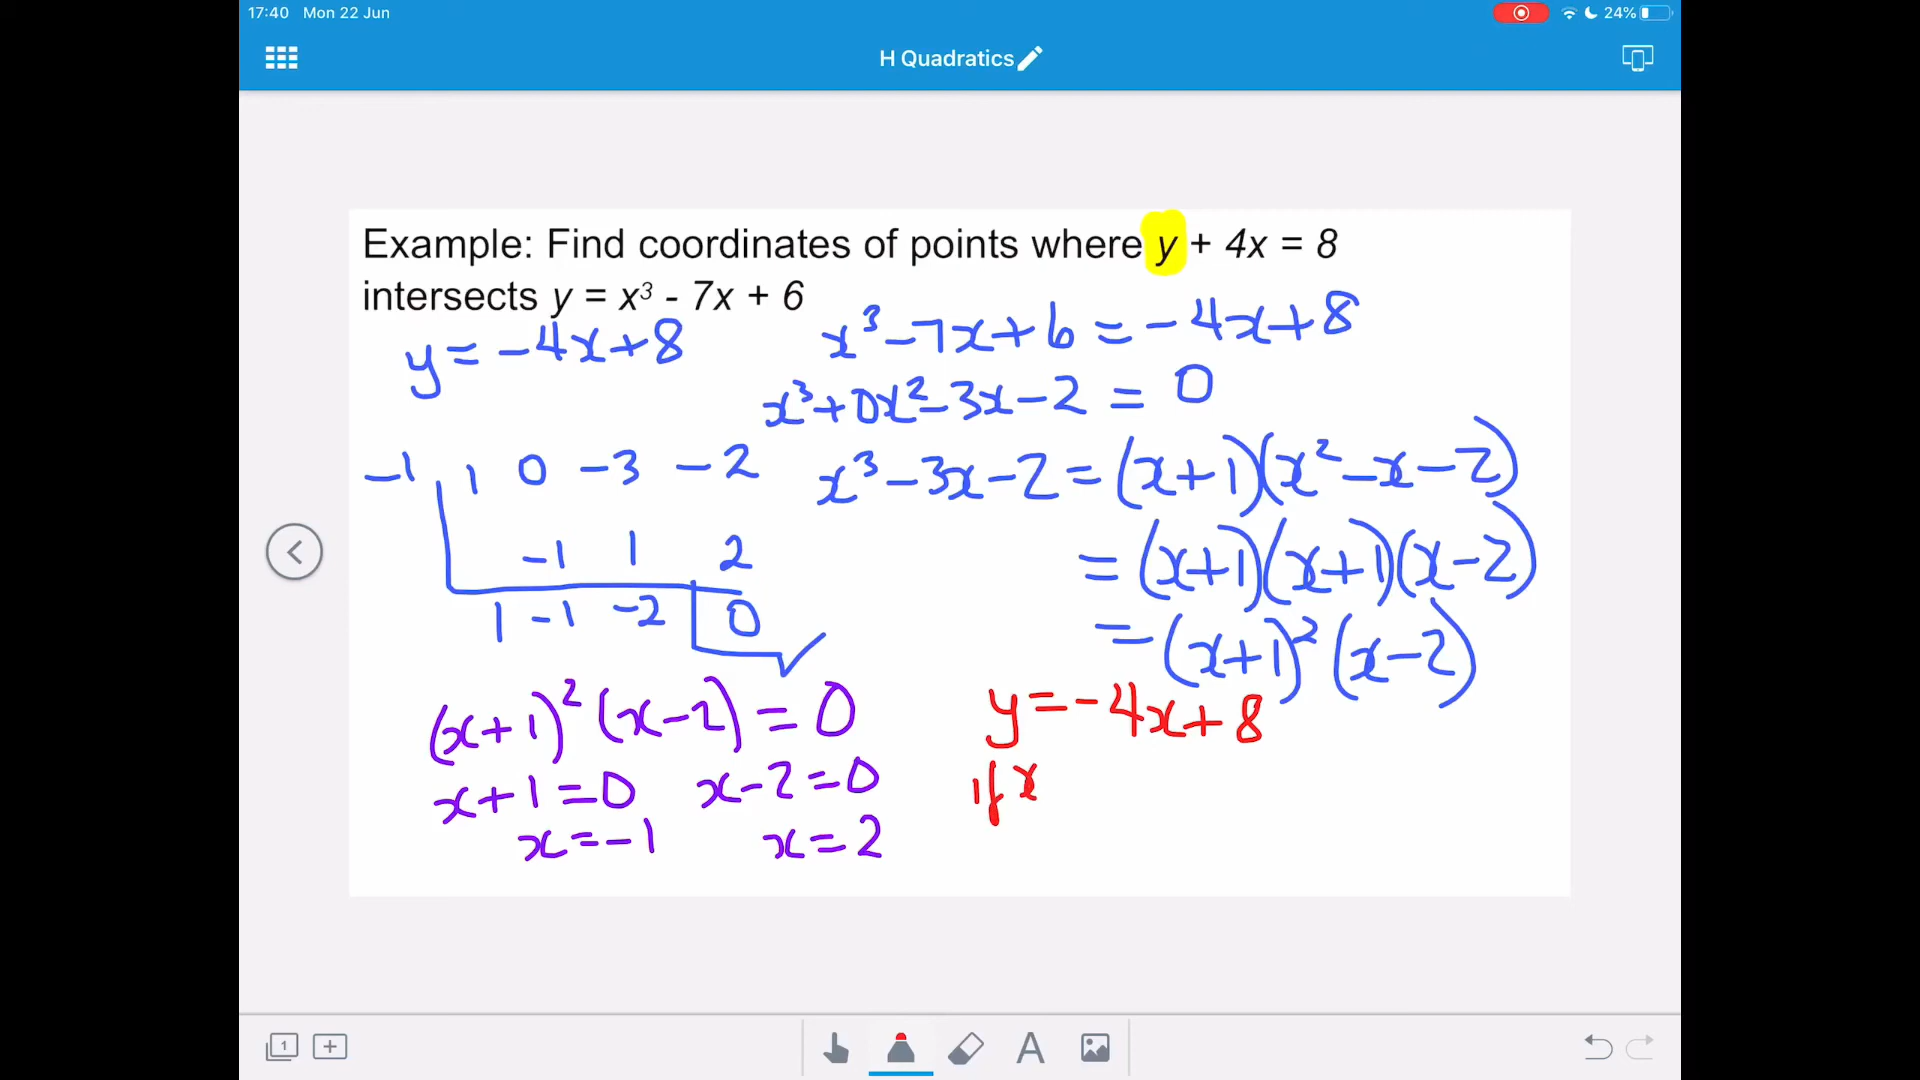 17:40 Mon 22 Jun
24%
H Quadratics
Example: Find coordinates of points where y + 4x = 8
intersects y = x³ - 7x + 6
y = -4x+8
x³-7x+6 = -4x+8
x³+0x²-3x-2 = 0
-1 1 0 -3 -2
-1 1 2
1 -1 -2 0
x³-3x-2 = (x+1)(x²-x-2)
= (x+1)(x+1)(x-2)
= (x+1)²(x-2)
(x+1)²(x-2) = 0
x+1=0 x-2=0
x=-1 x=2
y=-4x+8
if x
1
A